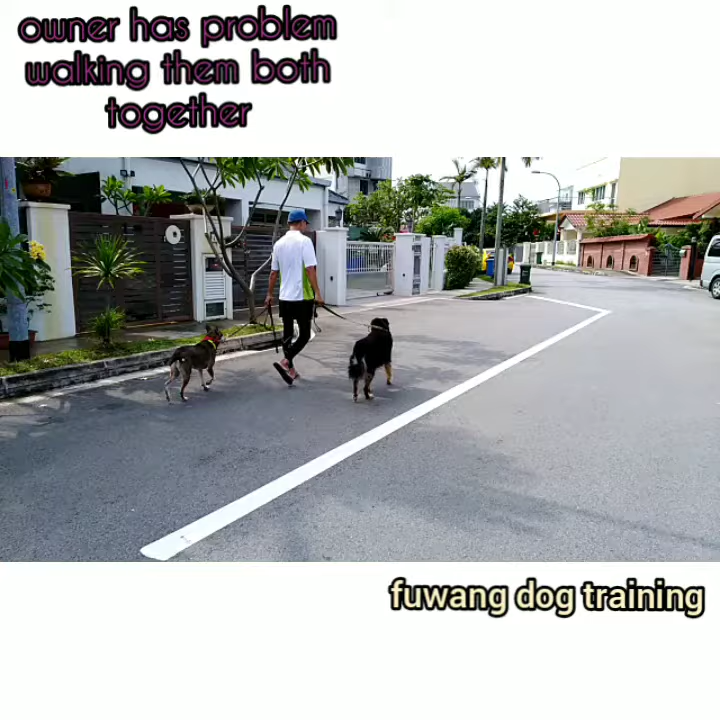 owner has problem
walking them both
together
fuwang dog training